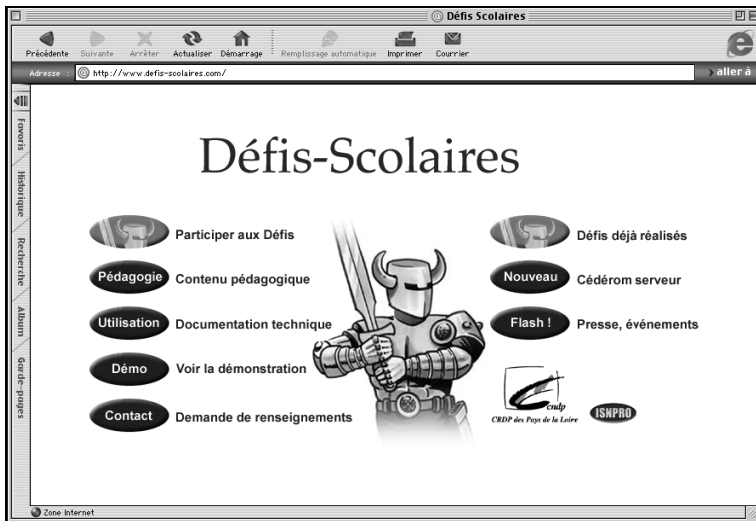 Défis Scolaires
Précédente Suivante Arrêter Actualiser Démarrage Remplissage automatique Imprimer Courrier
Adresse : http://www.defis-scolaires.com/ aller à
Favoris
Historique
Recherche
Album
Garde-pages
Défis-Scolaires
Participer aux Défis
Pédagogie Contenu pédagogique
Utilisation Documentation technique
Démo Voir la démonstration
Contact Demande de renseignements
Défis déjà réalisés
Nouveau Cédérom serveur
Flash ! Presse, événements
cndp
CRDP des Pays de la Loire
ISNPRO
Zone Internet